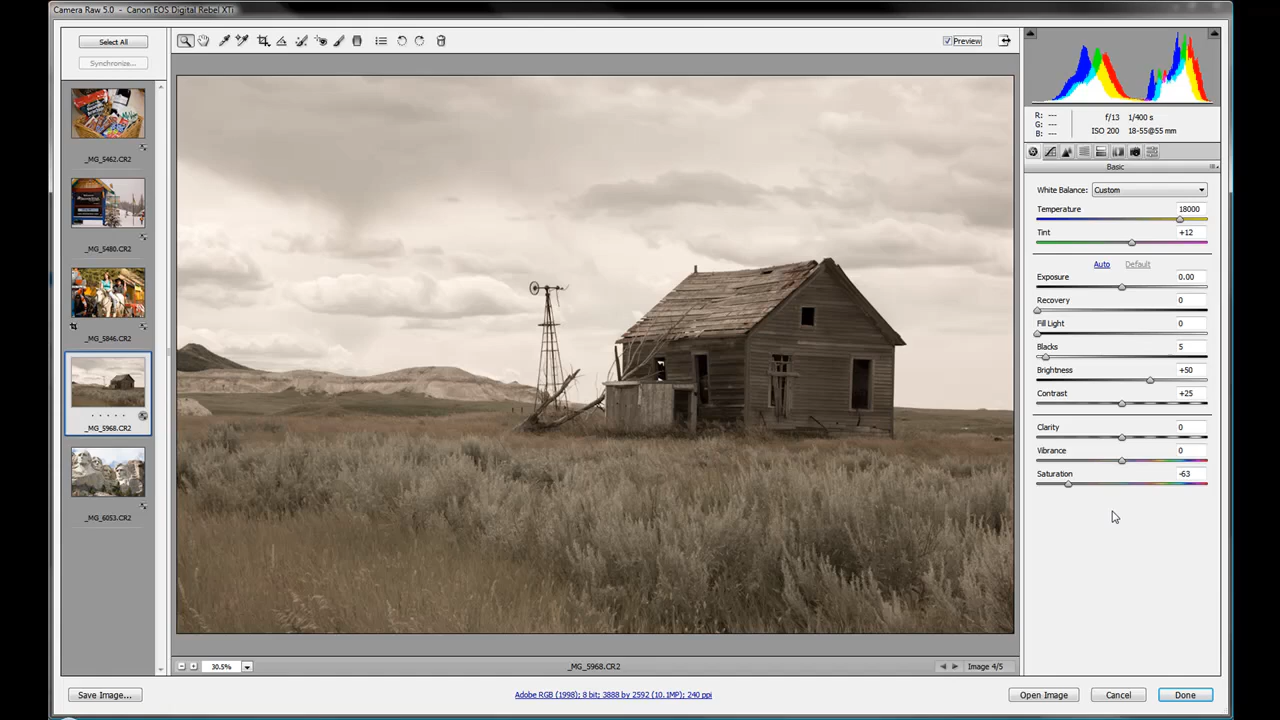 Camera Raw 5.0 - Canon EOS Digital Rebel XTi
Select All
Synchronize...
_MG_5462.CR2
_MG_5480.CR2
_MG_5846.CR2
_MG_5968.CR2
_MG_6053.CR2
Preview
R: ---
G: ---
B: ---
f/13 1/400 s
ISO 200 18-55@55 mm
Basic
White Balance: Custom
Temperature 18000
Tint +12
Auto Default
Exposure 0.00
Recovery 0
Fill Light 0
Blacks 5
Brightness +50
Contrast +25
Clarity 0
Vibrance 0
Saturation -63
30.5%
_MG_5968.CR2
Image 4/5
Save Image...
Adobe RGB (1998); 8 bit; 3888 by 2592 (10.1MP); 240 ppi
Open Image
Cancel
Done